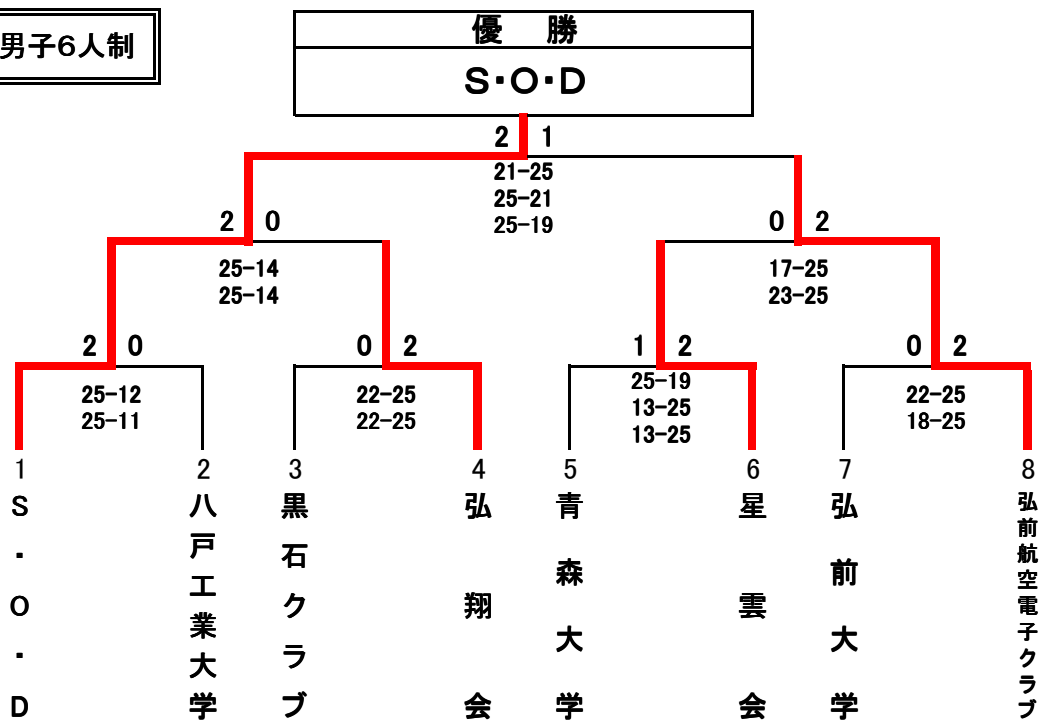 男子6人制
優　勝
S・O・D
2 1
21-25
25-21
25-19
2 0
25-14
25-14
0 2
17-25
23-25
2 0
25-12
25-11
0 2
22-25
22-25
1 2
25-19
13-25
13-25
0 2
22-25
18-25
1
2
3
4
5
6
7
8
S・O・D
八戸工業大学
黒石クラブ
弘翔会
青森大学
星雲会
弘前大学
弘前航空電子クラブ